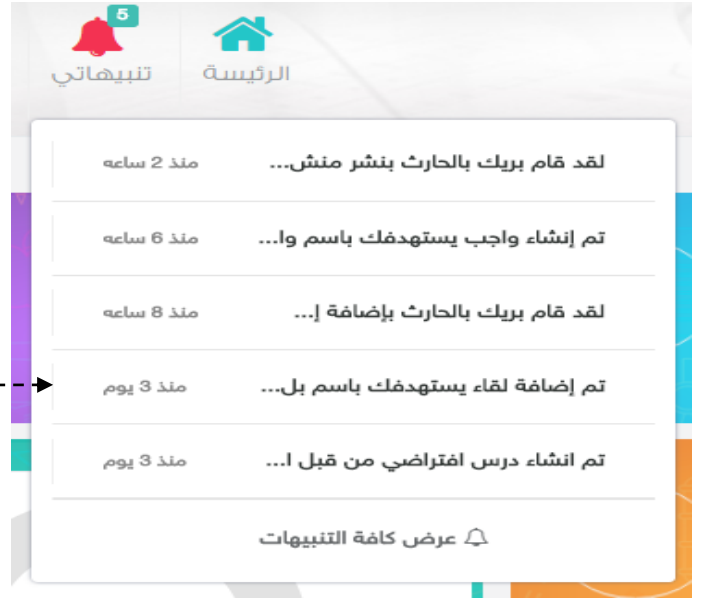 5
الرئيسة
تنبيهاتي
لقد قام بريك بالحارث بنشر منش... منذ 2 ساعه
تم إنشاء واجب يستهدفك باسم وا... منذ 6 ساعه
لقد قام بريك بالحارث بإضافة إ... منذ 8 ساعه
تم إضافة لقاء يستهدفك باسم بل... منذ 3 يوم
تم انشاء درس افتراضي من قبل ا... منذ 3 يوم
عرض كافة التنبيهات